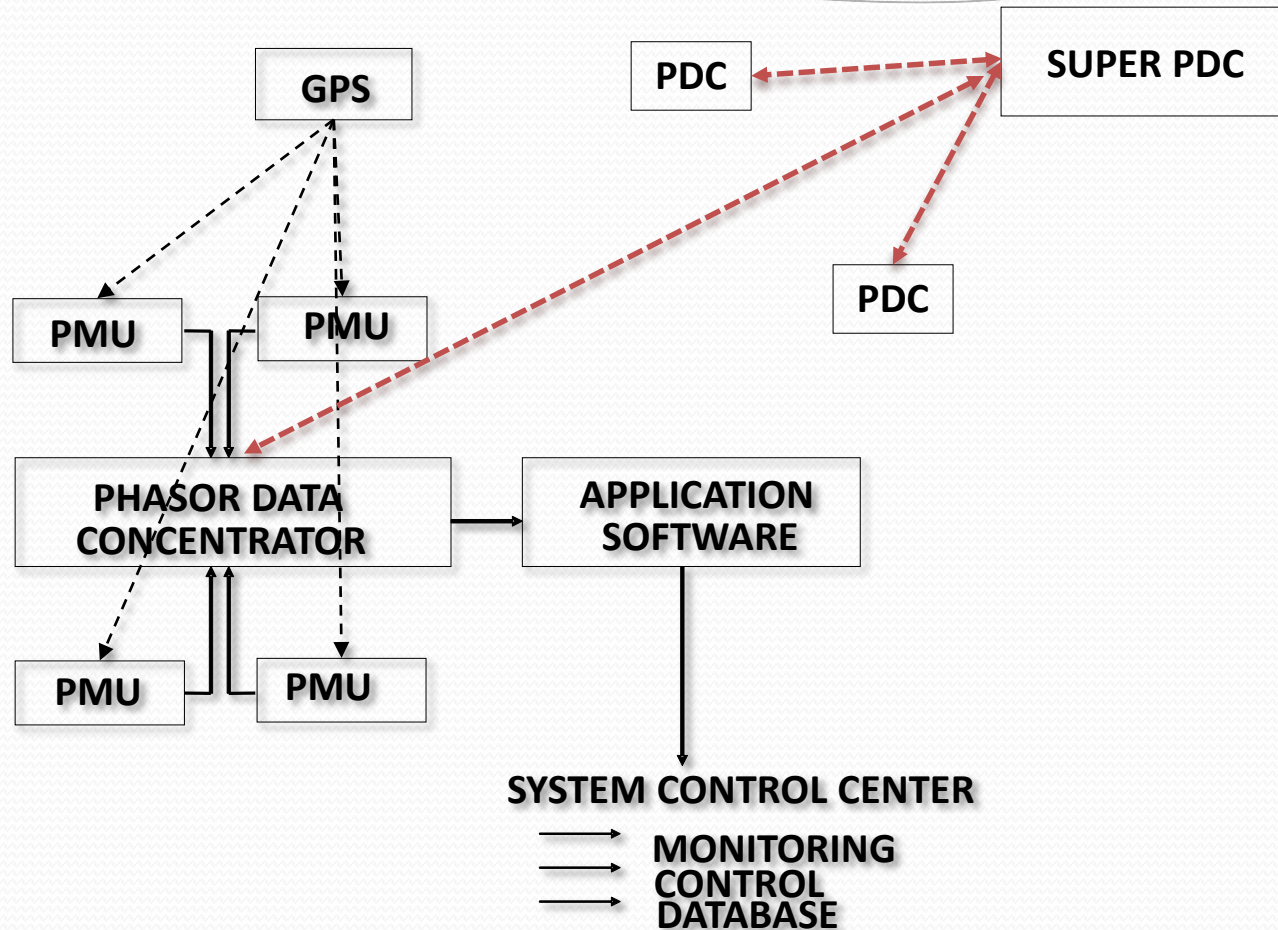 GPS
PDC
SUPER PDC
PDC
PMU
PMU
PHASOR DATA
CONCENTRATOR
APPLICATION
SOFTWARE
PMU
PMU
SYSTEM CONTROL CENTER
MONITORING
CONTROL
DATABASE